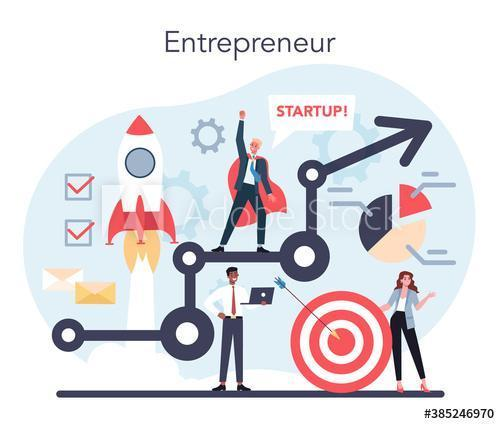 Entrepreneur
STARTUP!
Adobe Stock
#385246970